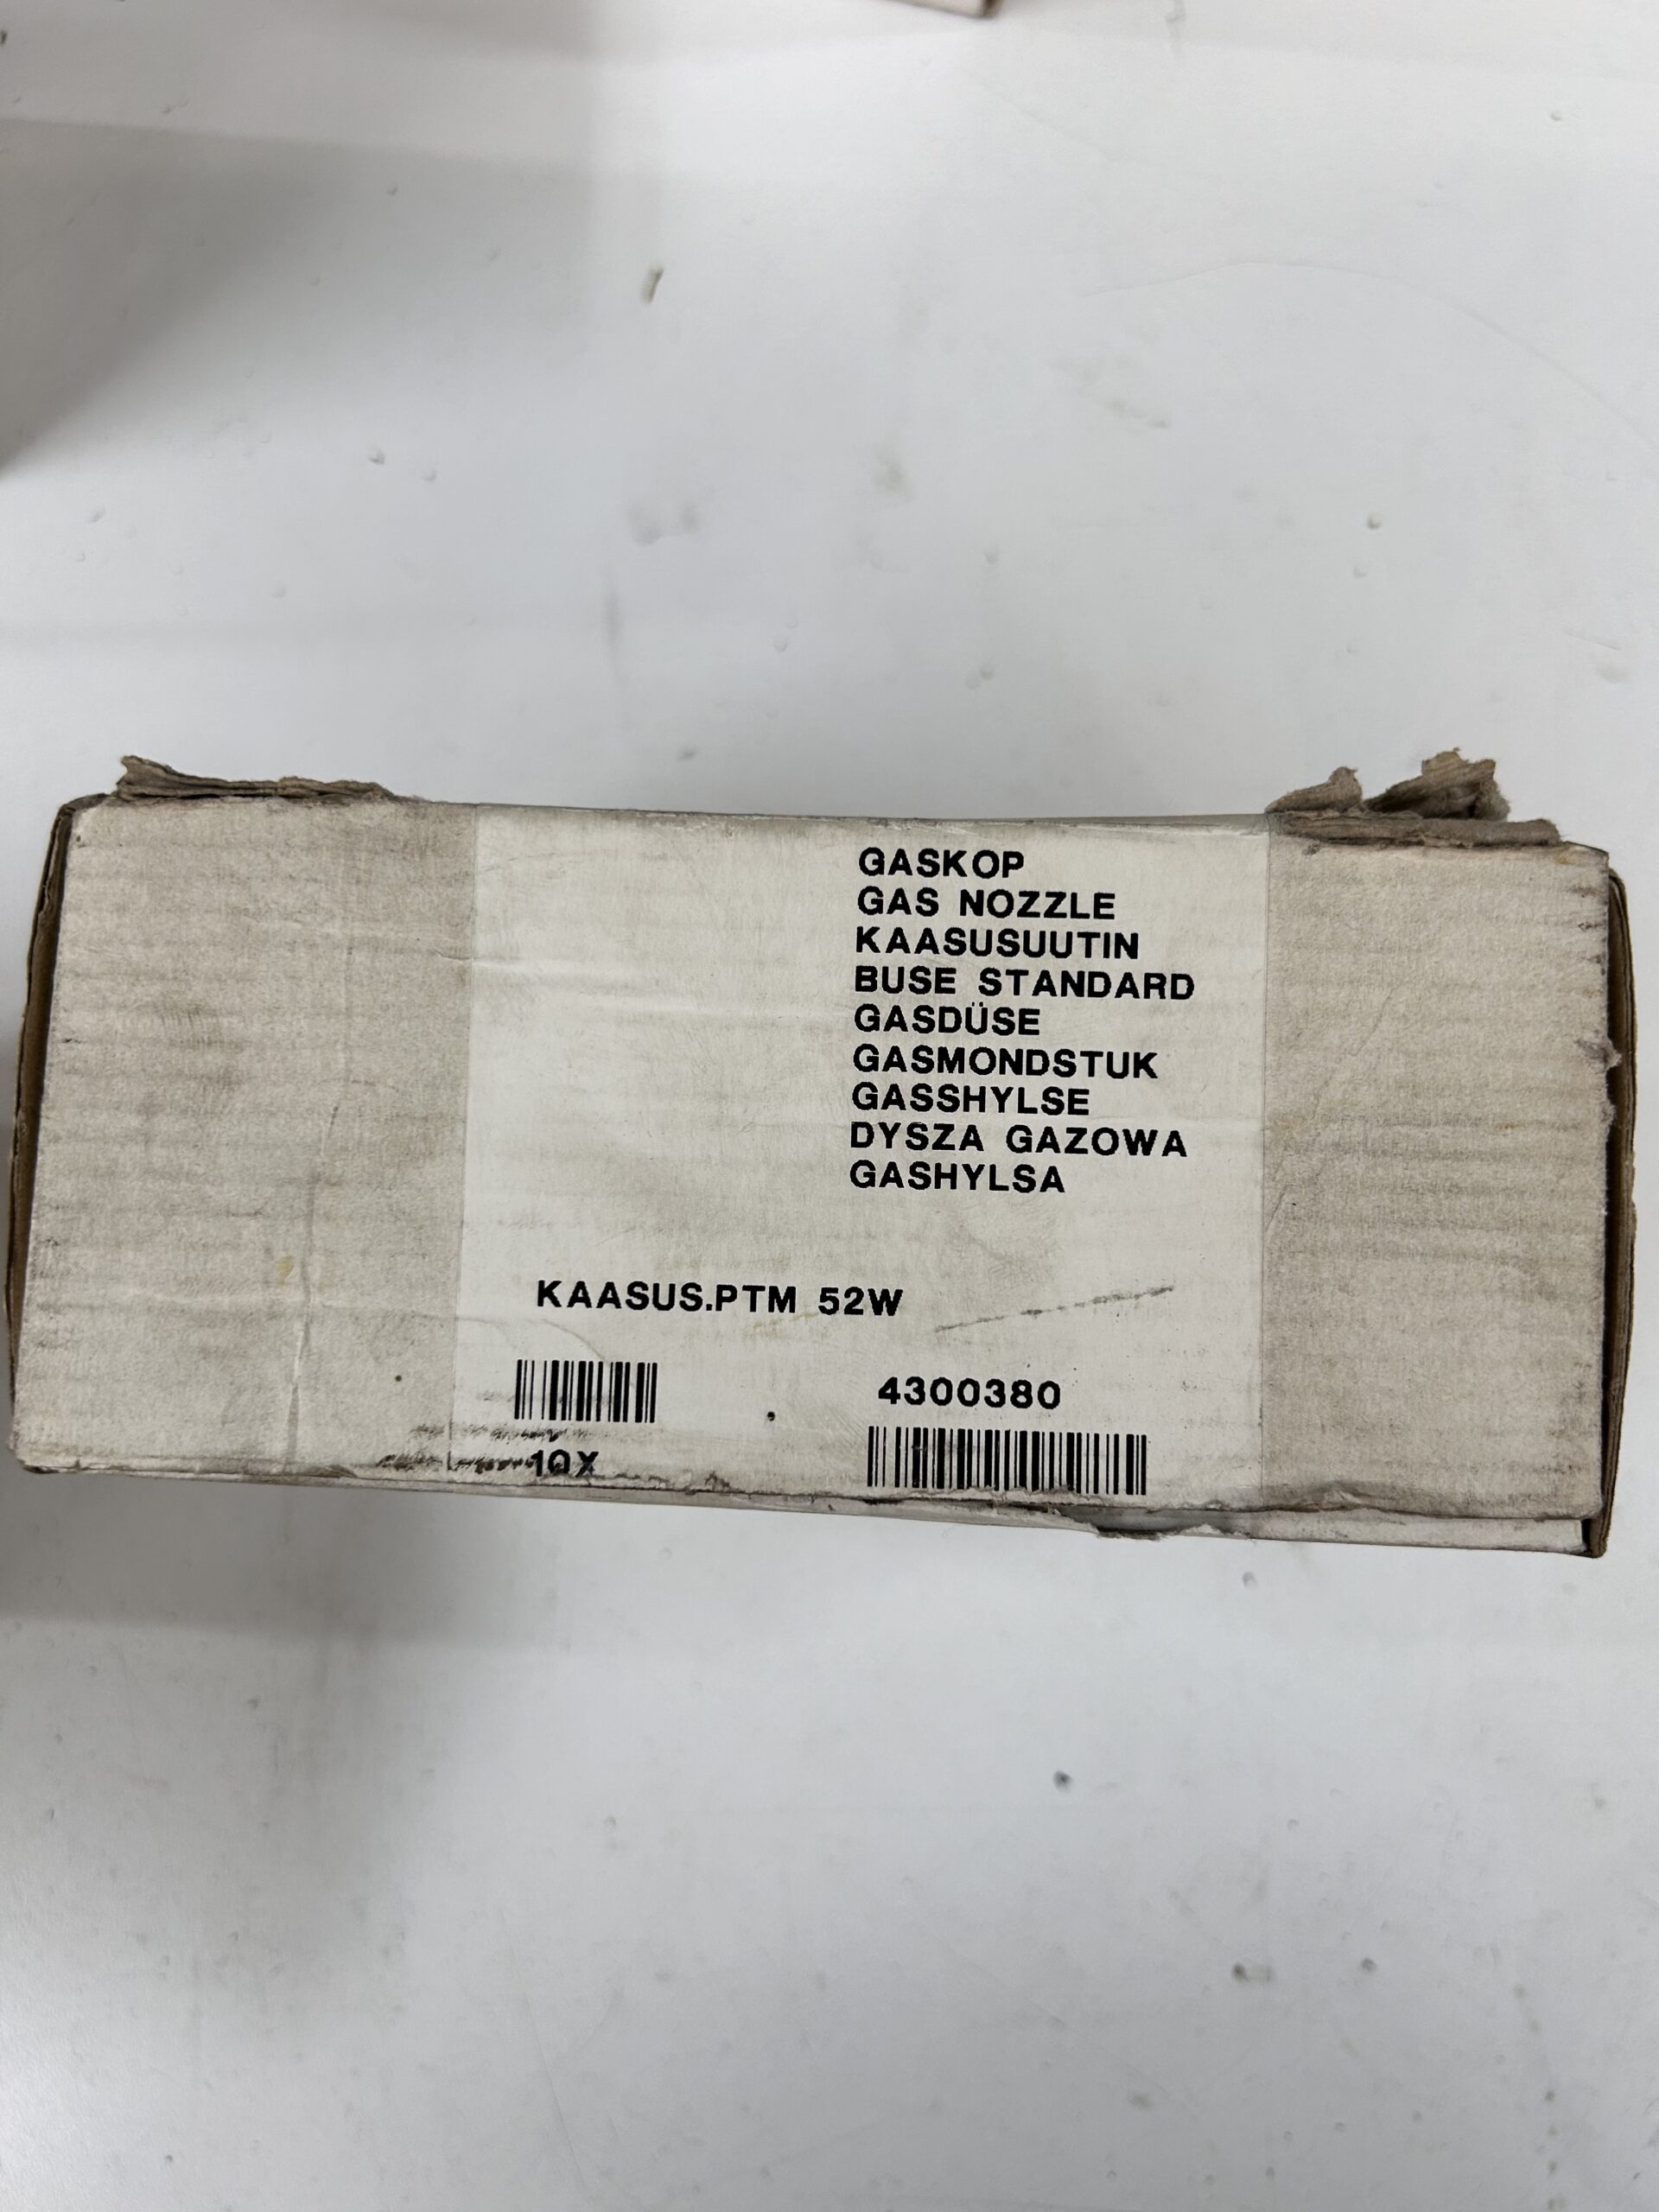 GASKOP
GAS NOZZLE
KAASUSUUTIN
BUSE STANDARD
GASDÜSE
GASMONDSTUK
GASSHYLSE
DYSZA GAZOWA
GASHYLSA
KAASUS.PTM 52W
4300380
10X